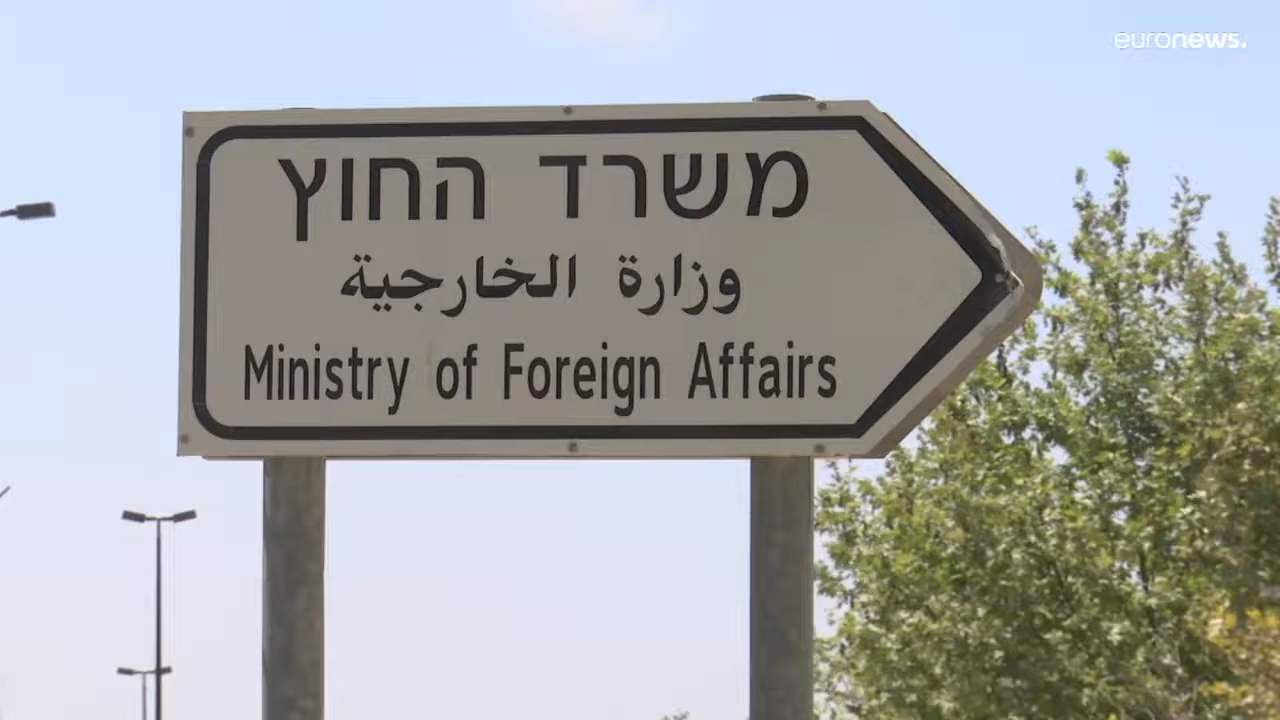 euronews.
משרד החוץ
وزارة الخارجية
Ministry of Foreign Affairs